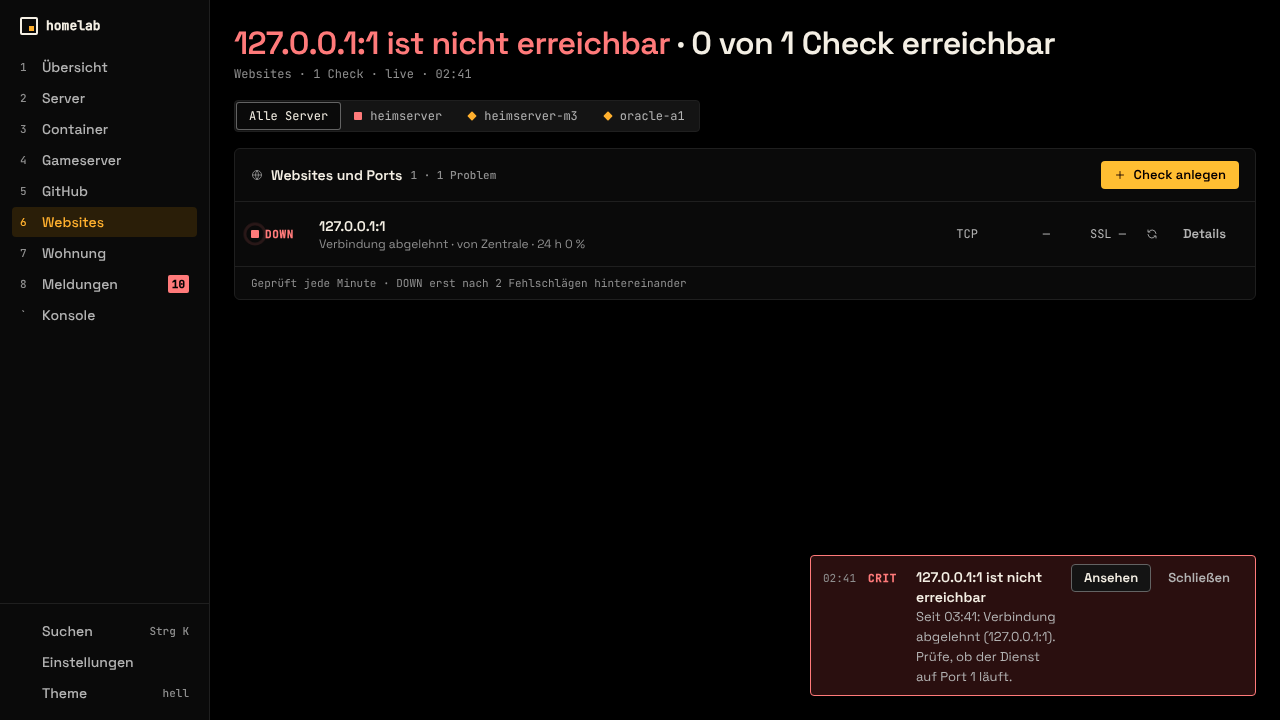 homelab
1 Übersicht
2 Server
3 Container
4 Gameserver
5 GitHub
6 Websites
7 Wohnung
8 Meldungen 10
` Konsole
Suchen Strg K
Einstellungen
Theme hell
127.0.0.1:1 ist nicht erreichbar · 0 von 1 Check erreichbar
Websites · 1 Check · live · 02:41
Alle Server heimserver heimserver-m3 oracle-a1
Websites und Ports 1 · 1 Problem + Check anlegen
DOWN 127.0.0.1:1 TCP — SSL — Details
Verbindung abgelehnt · von Zentrale · 24 h 0 %
Geprüft jede Minute · DOWN erst nach 2 Fehlschlägen hintereinander
02:41 CRIT 127.0.0.1:1 ist nicht Ansehen Schließen
erreichbar
Seit 03:41: Verbindung
abgelehnt (127.0.0.1:1).
Prüfe, ob der Dienst
auf Port 1 läuft.